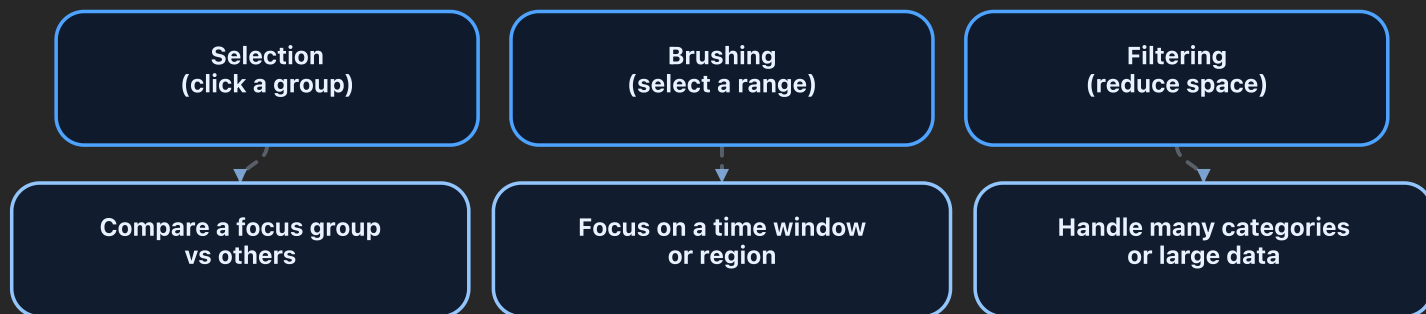 Selection
(click a group)
Brushing
(select a range)
Filtering
(reduce space)
Compare a focus group
vs others
Focus on a time window
or region
Handle many categories
or large data